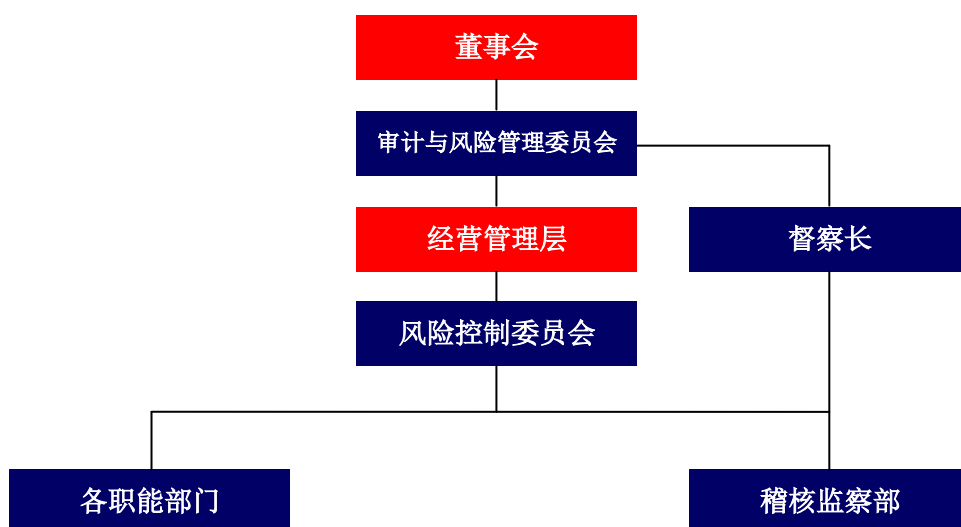 董事会
审计与风险管理委员会
经营管理层
督察长
风险控制委员会
各职能部门
稽核监察部